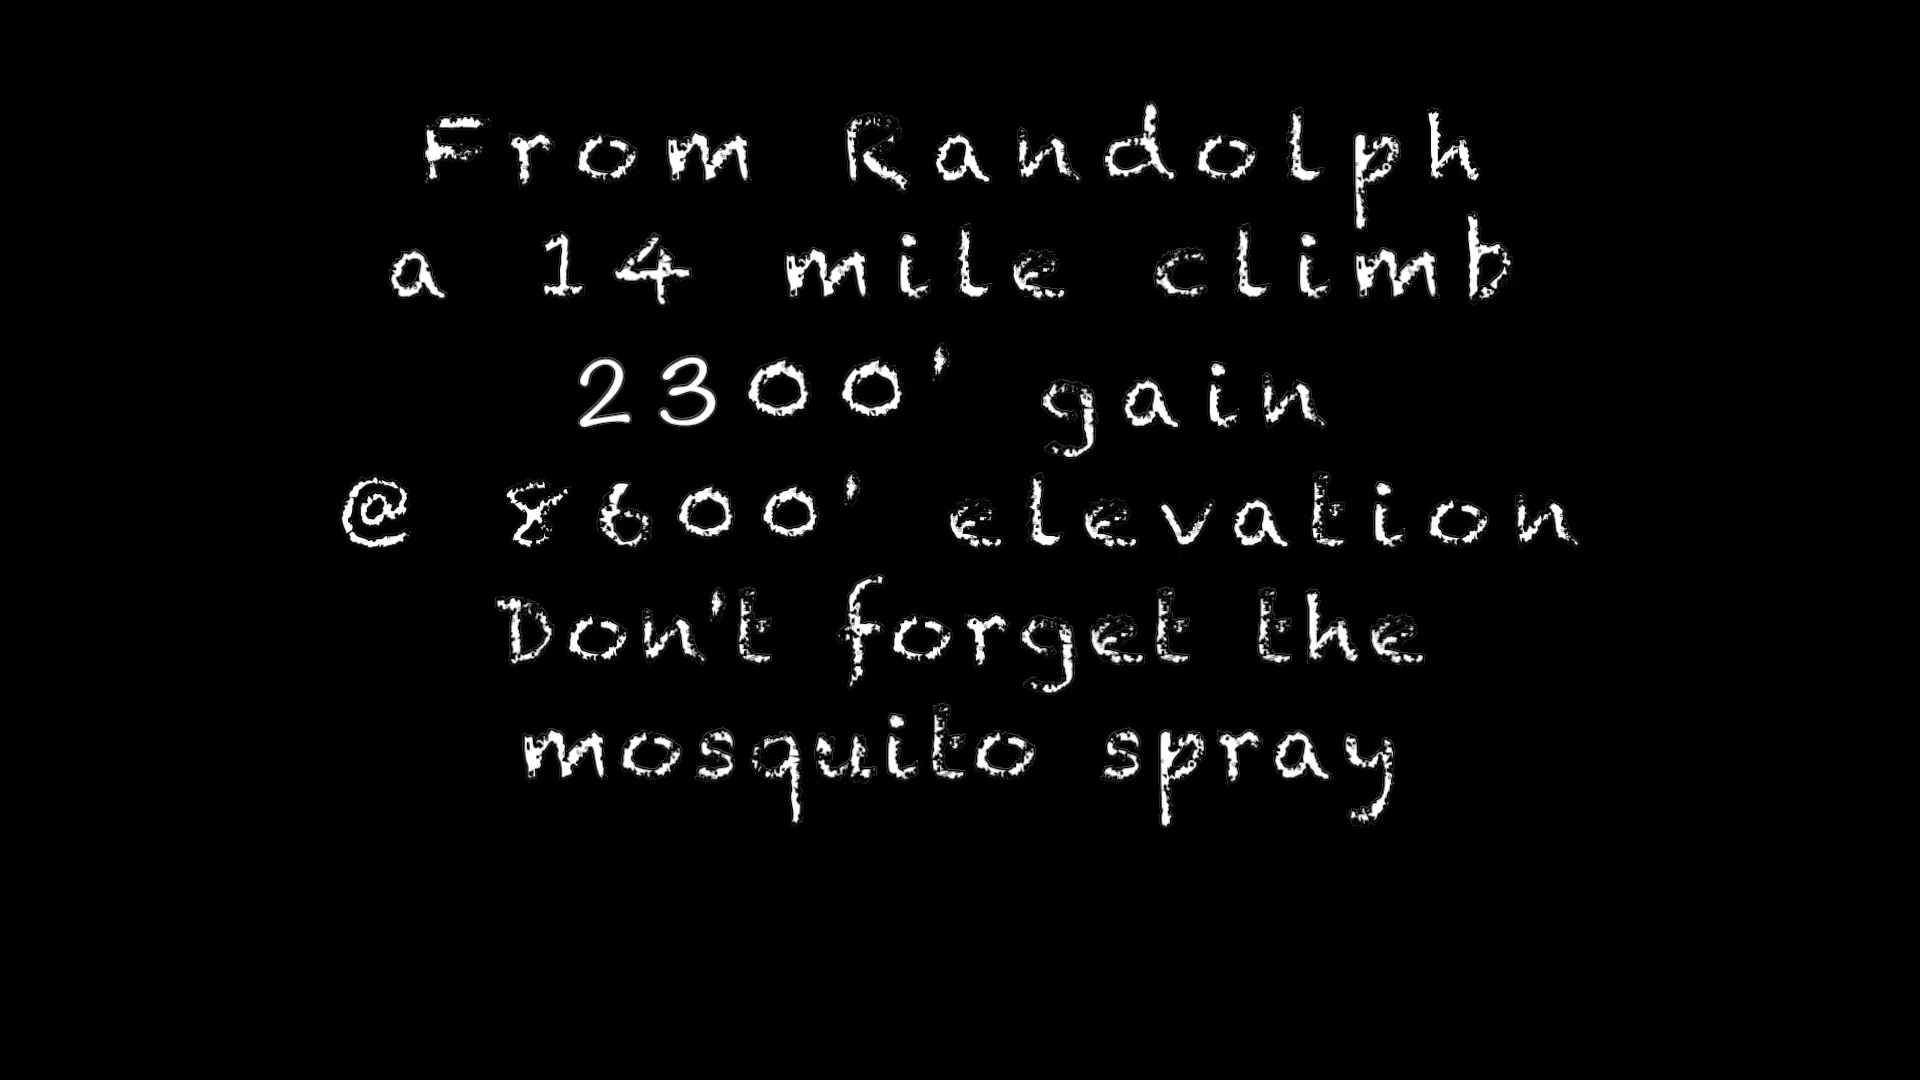 From Randolph
a 14 mile climb
2300' gain
@ 8600' elevation
Don't forget the
mosquito spray